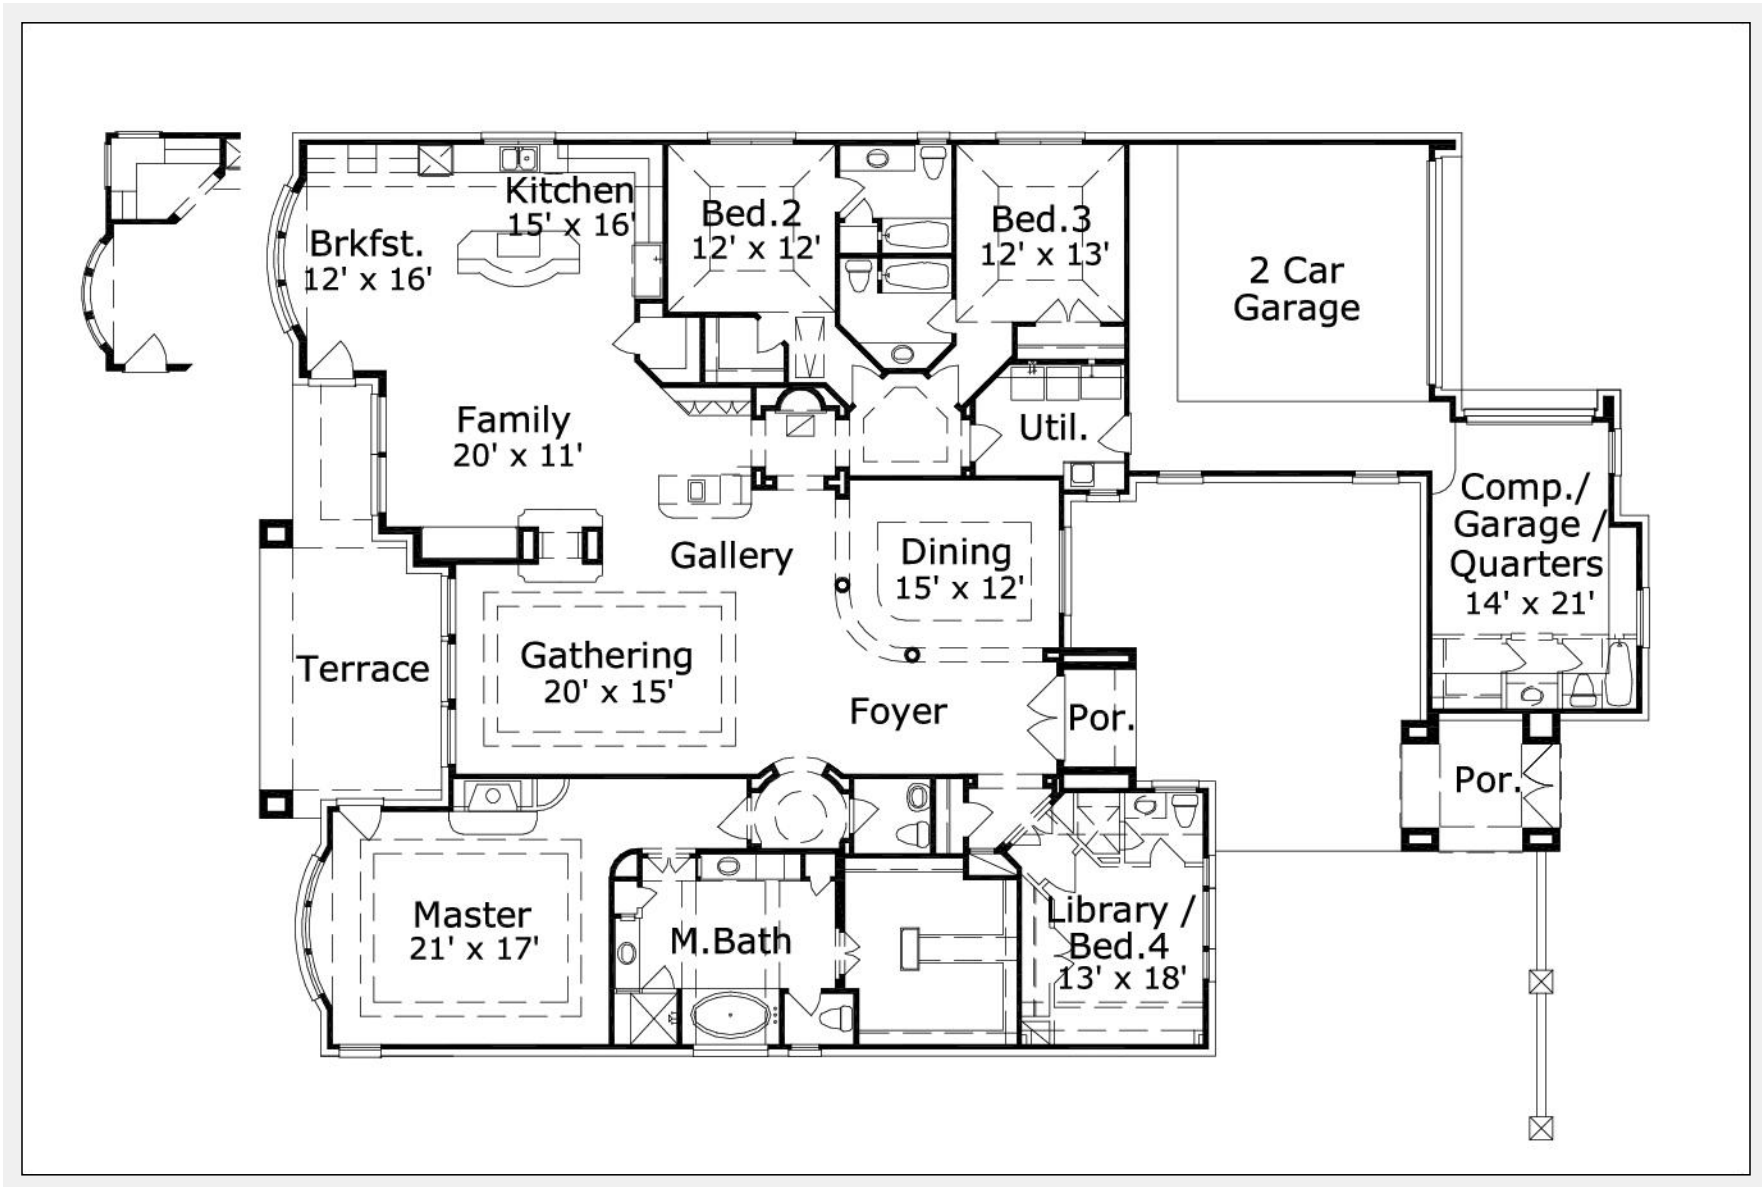 Kitchen
15' x 16'
Brkfst.
12' x 16'
Bed.2
12' x 12'
Bed.3
12' x 13'
2 Car
Garage
Family
20' x 11'
Util.
Comp./
Garage /
Quarters
14' x 21'
Gallery
Dining
15' x 12'
Gathering
20' x 15'
Terrace
Foyer
Por.
Por.
Master
21' x 17'
M.Bath
Library /
Bed.4
13' x 18'